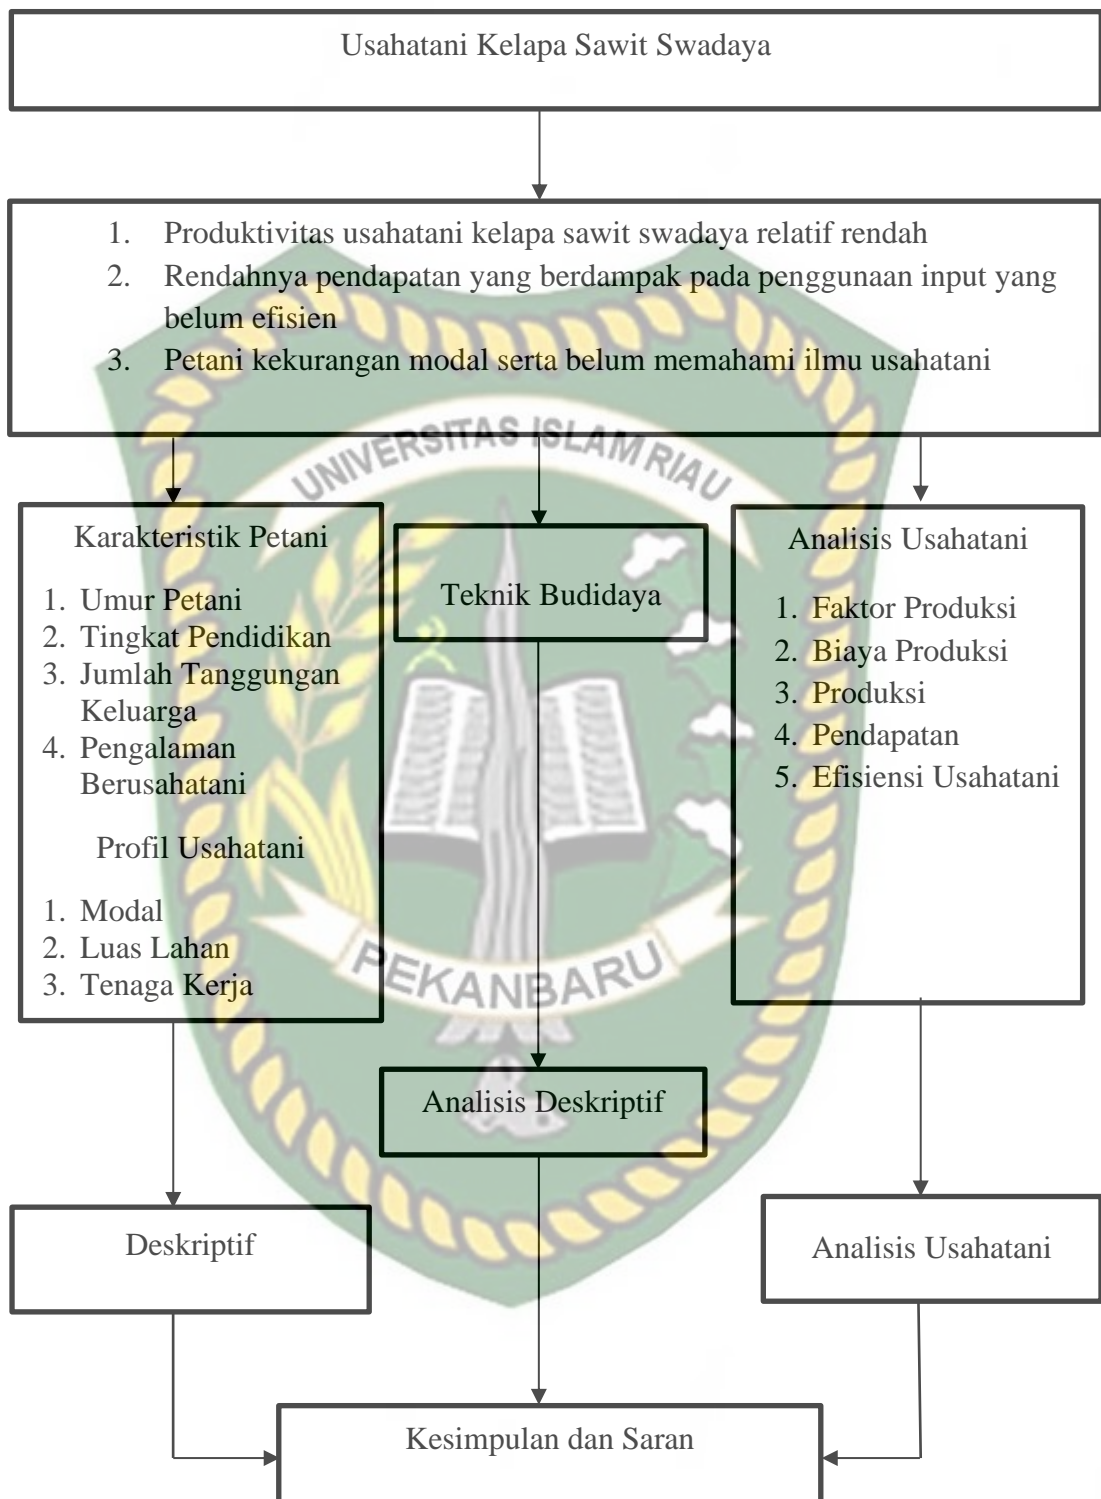 Usahatani Kelapa Sawit Swadaya
1. Produktivitas usahatani kelapa sawit swadaya relatif rendah
2. Rendahnya pendapatan yang berdampak pada penggunaan input yang
belum efisien
3. Petani kekurangan modal serta belum memahami ilmu usahatani
UNIVERSITAS ISLAM RIAU
Karakteristik Petani
1. Umur Petani
2. Tingkat Pendidikan
3. Jumlah Tanggungan
Keluarga
4. Pengalaman
Berusahatani
Profil Usahatani
1. Modal
2. Luas Lahan
3. Tenaga Kerja
Teknik Budidaya
Analisis Usahatani
1. Faktor Produksi
2. Biaya Produksi
3. Produksi
4. Pendapatan
5. Efisiensi Usahatani
PEKANBARU
Analisis Deskriptif
Deskriptif
Analisis Usahatani
Kesimpulan dan Saran